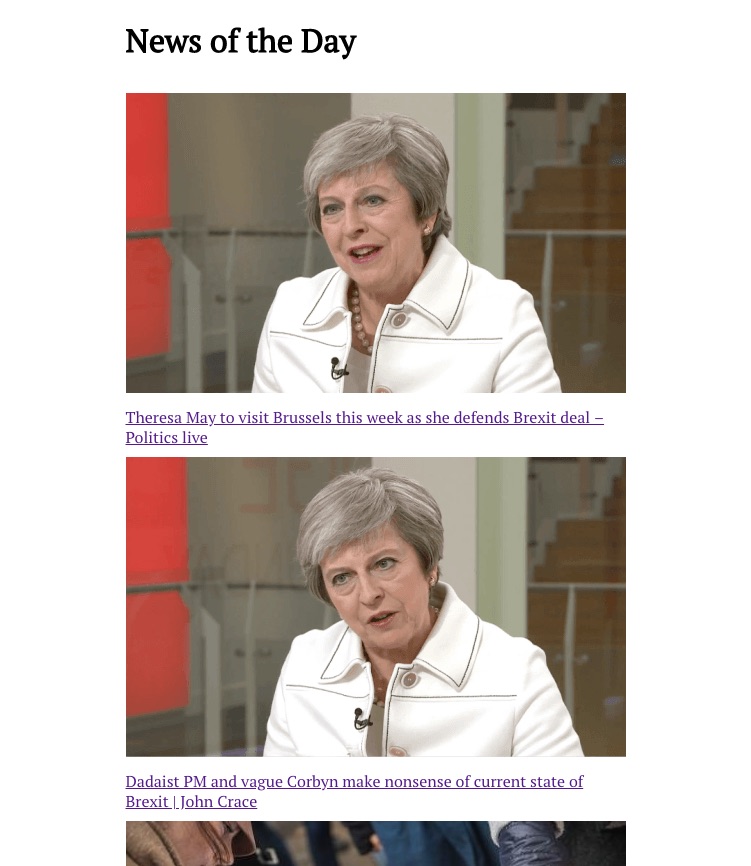 News of the Day
Theresa May to visit Brussels this week as she defends Brexit deal –
Politics live
Dadaist PM and vague Corbyn make nonsense of current state of
Brexit | John Crace